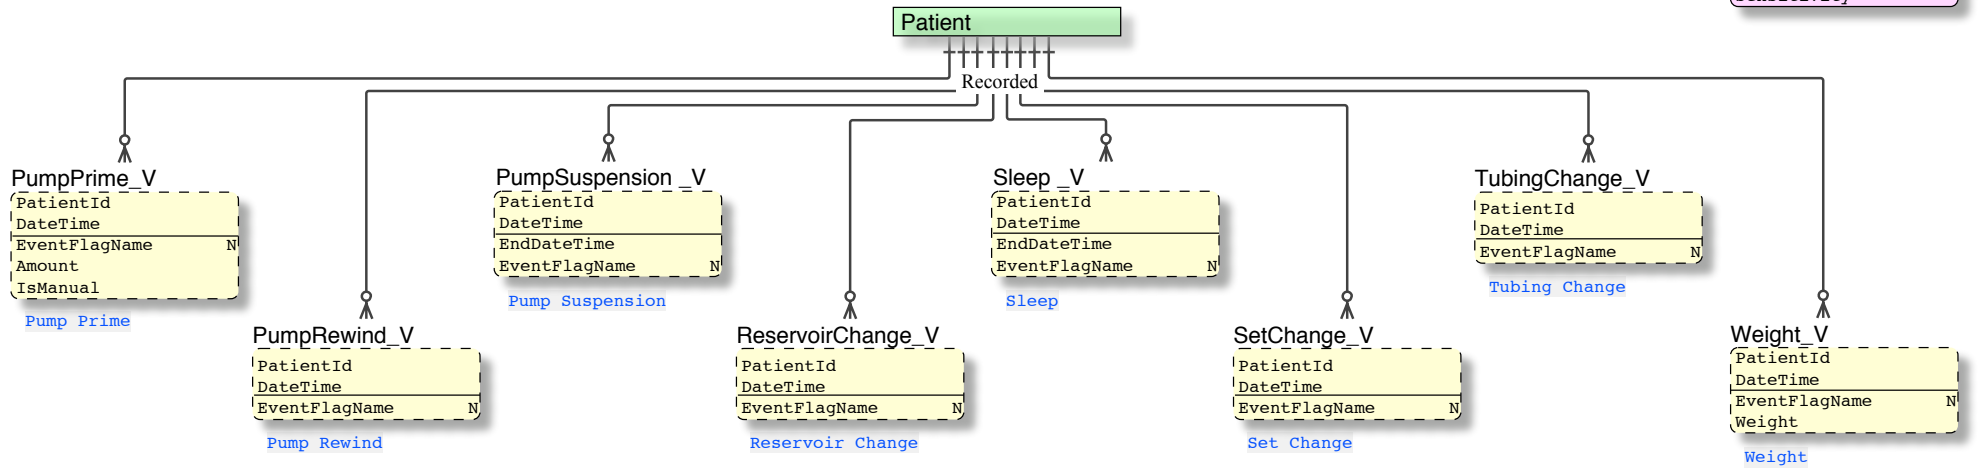 Patient
Recorded
PumpPrime_V
PatientId
DateTime
EventFlagName N
Amount
IsManual
Pump Prime
PumpRewind_V
PatientId
DateTime
EventFlagName N
Pump Rewind
PumpSuspension _V
PatientId
DateTime
EndDateTime
EventFlagName N
Pump Suspension
ReservoirChange_V
PatientId
DateTime
EventFlagName N
Reservoir Change
Sleep _V
PatientId
DateTime
EndDateTime
EventFlagName N
Sleep
SetChange_V
PatientId
DateTime
EventFlagName N
Set Change
TubingChange_V
PatientId
DateTime
EventFlagName N
Tubing Change
Weight_V
PatientId
DateTime
EventFlagName N
Weight
Weight